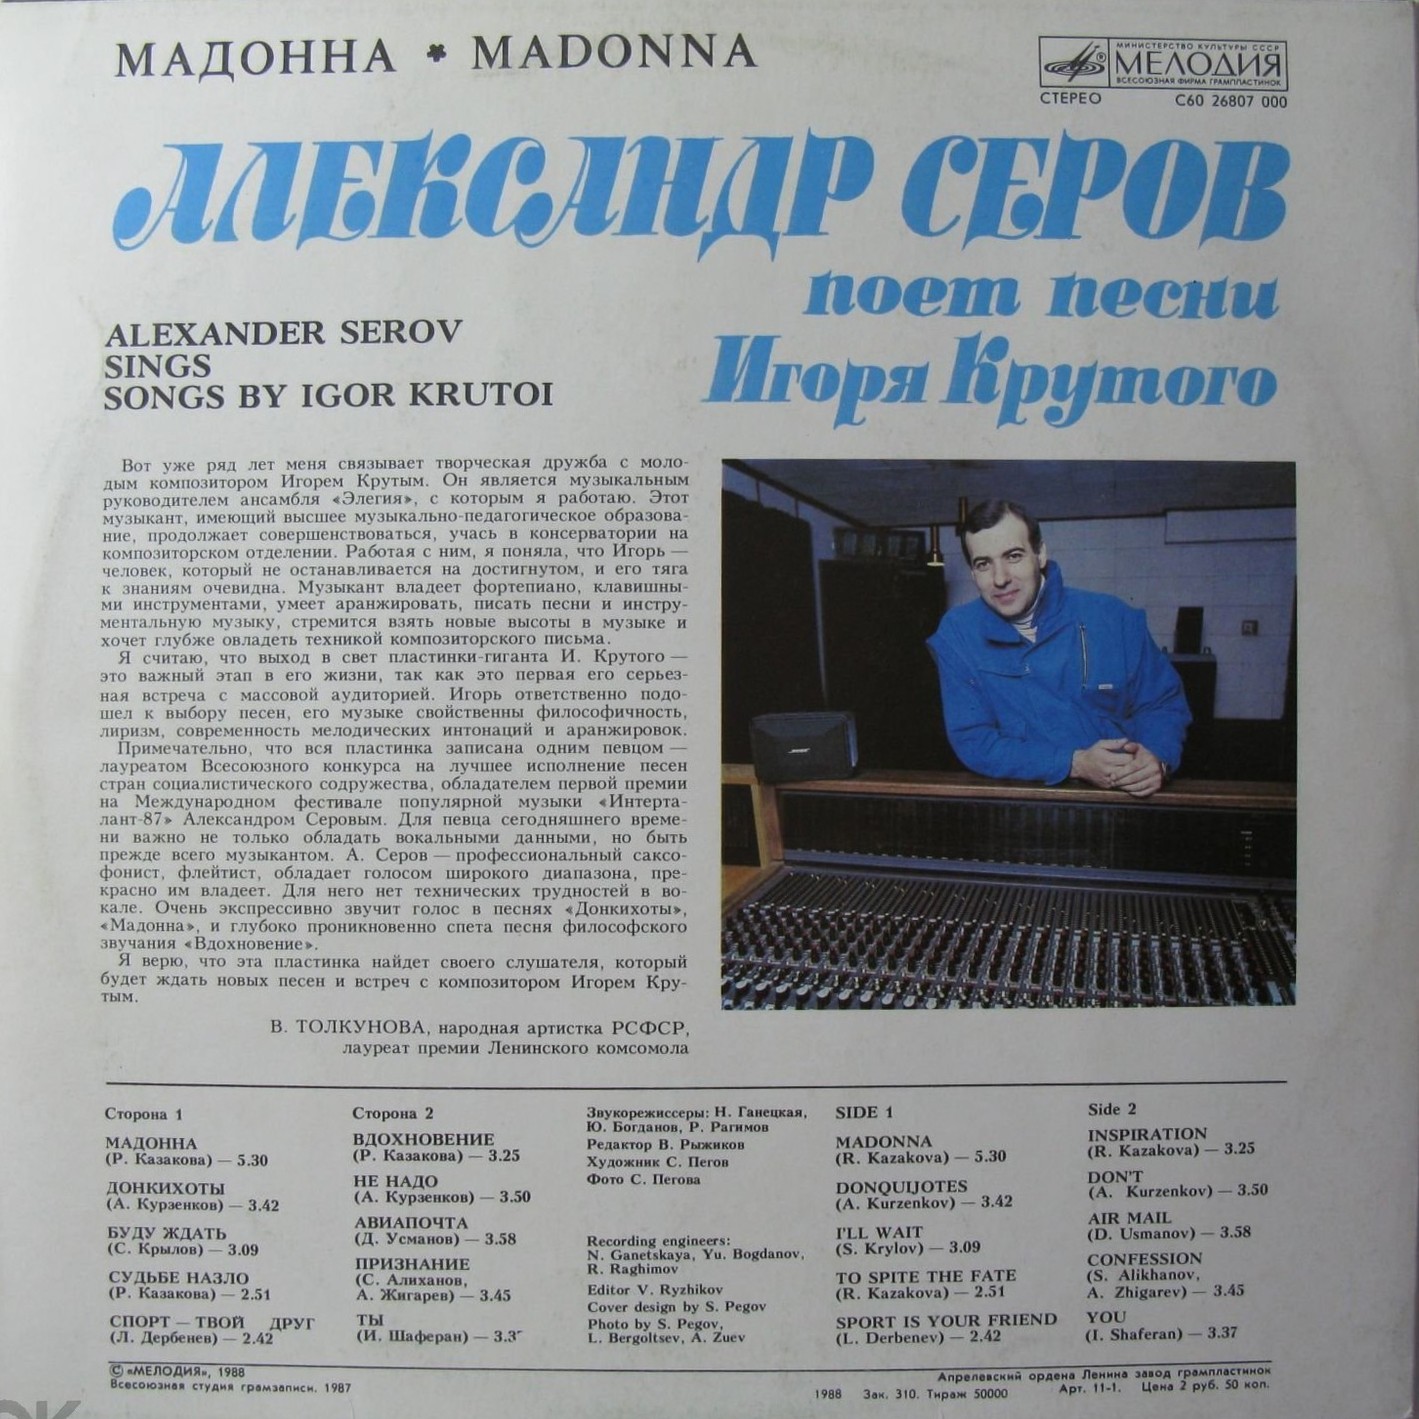 МАДОННА * MADONNA
МИНИСТЕРСТВО КУЛЬТУРЫ СССР
МЕЛОДИЯ
ВСЕСОЮЗНАЯ ФИРМА ГРАМПЛАСТИНОК
СТЕРЕО С60 26807 000
АЛЕКСАНДР СЕРОВ
поет песни
Игоря Крутого
ALEXANDER SEROV
SINGS
SONGS BY IGOR KRUTOI
Вот уже ряд лет меня связывает творческая дружба с моло-
дым композитором Игорем Крутым. Он является музыкальным
руководителем ансамбля «Элегия», с которым я работаю. Этот
музыкант, имеющий высшее музыкально-педагогическое образова-
ние, продолжает совершенствоваться, учась в консерватории на
композиторском отделении. Работая с ним, я поняла, что Игорь —
человек, который не останавливается на достигнутом, и его тяга
к знаниям очевидна. Музыкант владеет фортепиано, клавишны-
ми инструментами, умеет аранжировать, писать песни и инстру-
ментальную музыку, стремится взять новые высоты в музыке и
хочет глубже овладеть техникой композиторского письма.
Я считаю, что выход в свет пластинки-гиганта И. Крутого —
это важный этап в его жизни, так как это первая его серьез-
ная встреча с массовой аудиторией. Игорь ответственно подо-
шел к выбору песен, его музыке свойственны философичность,
лиризм, современность мелодических интонаций и аранжировок.
Примечательно, что вся пластинка записана одним певцом —
лауреатом Всесоюзного конкурса на лучшее исполнение песен
стран социалистического содружества, обладателем первой премии
на Международном фестивале популярной музыки «Интерта-
лант-87» Александром Серовым. Для певца сегодняшнего време-
ни важно не только обладать вокальными данными, но быть
прежде всего музыкантом. А. Серов — профессиональный саксо-
фонист, флейтист, обладает голосом широкого диапазона, пре-
красно им владеет. Для него нет технических трудностей в во-
кале. Очень экспрессивно звучит голос в песнях «Донкихоты»,
«Мадонна», и глубоко проникновенно спета песня философского
звучания «Вдохновение».
Я верю, что эта пластинка найдет своего слушателя, который
будет ждать новых песен и встреч с композитором Игорем Кру-
тым.
В. ТОЛКУНОВА, народная артистка РСФСР,
лауреат премии Ленинского комсомола
BOSE
Сторона 1
МАДОННА
(Р. Казакова) — 5.30
ДОНКИХОТЫ
(А. Курзенков) — 3.42
БУДУ ЖДАТЬ
(С. Крылов) — 3.09
СУДЬБЕ НАЗЛО
(Р. Казакова) — 2.51
СПОРТ — ТВОЙ ДРУГ
(Л. Дербенев) — 2.42
Сторона 2
ВДОХНОВЕНИЕ
(Р. Казакова) — 3.25
НЕ НАДО
(А. Курзенков) — 3.50
АВИАПОЧТА
(Д. Усманов) — 3.58
ПРИЗНАНИЕ
(С. Алиханов,
А. Жигарев) — 3.45
ТЫ
(И. Шаферан) —
Звукорежиссеры: Н. Ганецкая,
Ю. Богданов, Р. Рагимов
Редактор В. Рыжиков
Художник С. Пегов
Фото С. Пегова
Recording engineers:
N. Ganetskaya, Yu. Bogdanov,
R. Raghimov
Editor V. Ryzhikov
Cover design by S. Pegov
Photo by S. Pegov,
L. Bergoltsev, A. Zuev
SIDE 1
MADONNA
(R. Kazakova) — 5.30
DONQUIJOTES
(A. Kurzenkov) — 3.42
I'LL WAIT
(S. Krylov) — 3.09
TO SPITE THE FATE
(R. Kazakova) — 2.51
SPORT IS YOUR FRIEND
(L. Derbenev) — 2.42
Side 2
INSPIRATION
(R. Kazakova) — 3.25
DON'T
(A. Kurzenkov) — 3.50
AIR MAIL
(D. Usmanov) — 3.58
CONFESSION
(S. Alikhanov,
A. Zhigarev) — 3.45
YOU
(I. Shaferan) — 3.37
© «МЕЛОДИЯ», 1988
Всесоюзная студия грамзаписи. 1987
Апрелевский ордена Ленина завод грампластинок
1988 Зак. 310. Тираж 50000 Арт. 11-1. Цена 2 руб. 50 коп.